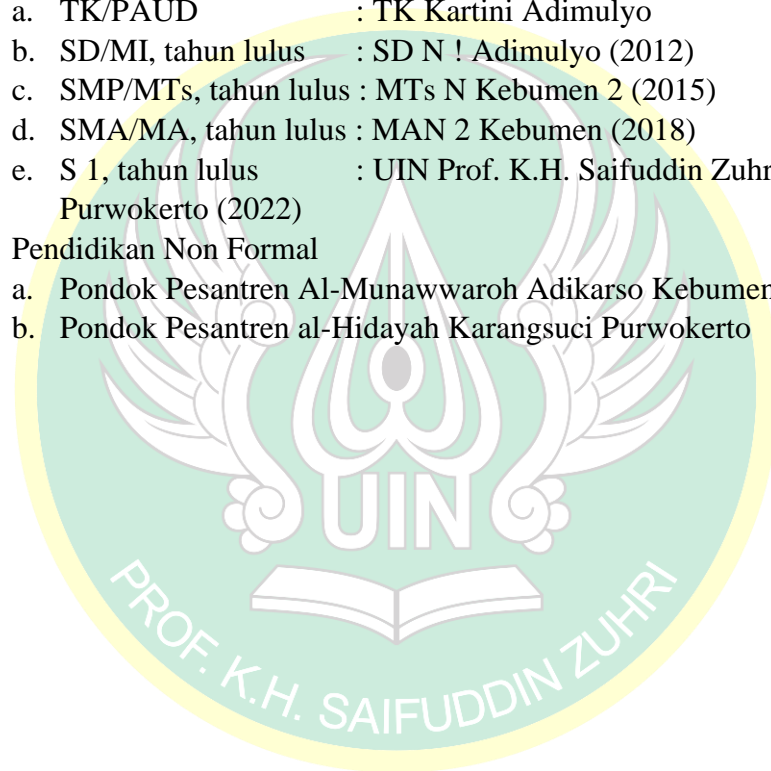 a. TK/PAUD : TK Kartini Adimulyo
b. SD/MI, tahun lulus : SD N ! Adimulyo (2012)
c. SMP/MTs, tahun lulus : MTs N Kebumen 2 (2015)
d. SMA/MA, tahun lulus : MAN 2 Kebumen (2018)
e. S 1, tahun lulus : UIN Prof. K.H. Saifuddin Zuhr
Purwokerto (2022)
Pendidikan Non Formal
a. Pondok Pesantren Al-Munawwaroh Adikarso Kebumen
b. Pondok Pesantren al-Hidayah Karangsuci Purwokerto
UIN
PROF. K.H. SAIFUDDIN ZUHRI